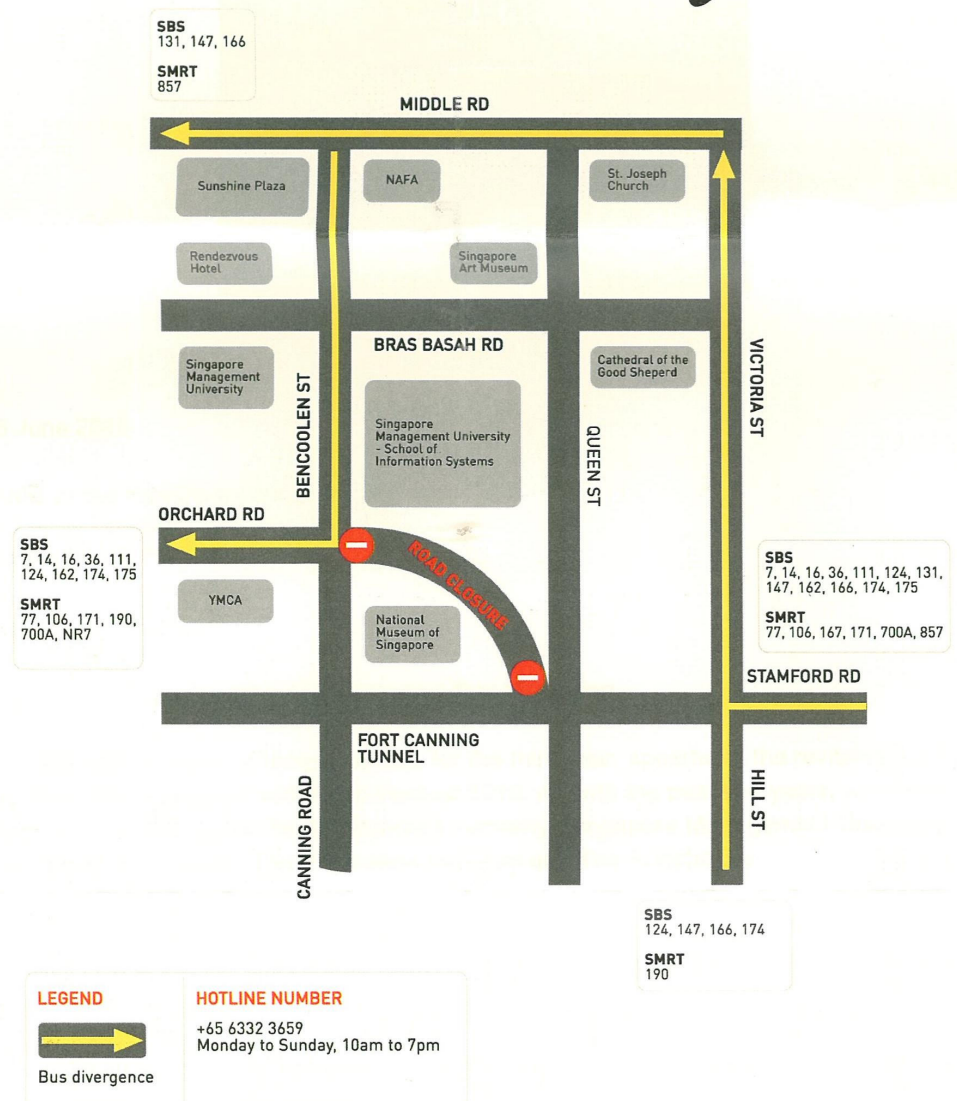 SBS
131, 147, 166
SMRT
857
MIDDLE RD
Sunshine Plaza
NAFA
St. Joseph
Church
Rendezvous
Hotel
Singapore
Art Museum
BRAS BASAH RD
Singapore
Management
University
BENCOOLEN ST
Singapore
Management University
- School of
Information Systems
QUEEN ST
Cathedral of the
Good Sheperd
VICTORIA ST
ORCHARD RD
SBS
7, 14, 16, 36, 111,
124, 162, 174, 175
SMRT
77, 106, 171, 190,
700A, NR7
YMCA
ROAD CLOSURE
National
Museum of
Singapore
SBS
7, 14, 16, 36, 111, 124, 131,
147, 162, 166, 174, 175
SMRT
77, 106, 167, 171, 700A, 857
STAMFORD RD
FORT CANNING
TUNNEL
CANNING ROAD
HILL ST
SBS
124, 147, 166, 174
SMRT
190
LEGEND
Bus divergence
HOTLINE NUMBER
+65 6332 3659
Monday to Sunday, 10am to 7pm